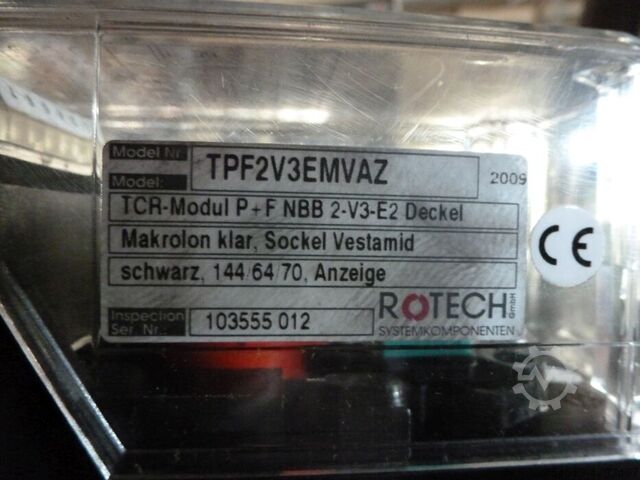 Model Nr.
TPF2V3EMVAZ
Model:
2009
TCR-Modul P+F NBB 2-V3-E2 Deckel
Makrolon klar, Sockel Vestamid
schwarz, 144/64/70, Anzeige
CE
Inspection
Ser. Nr.:
103555 012
ROTECH GmbH
SYSTEMKOMPONENTEN